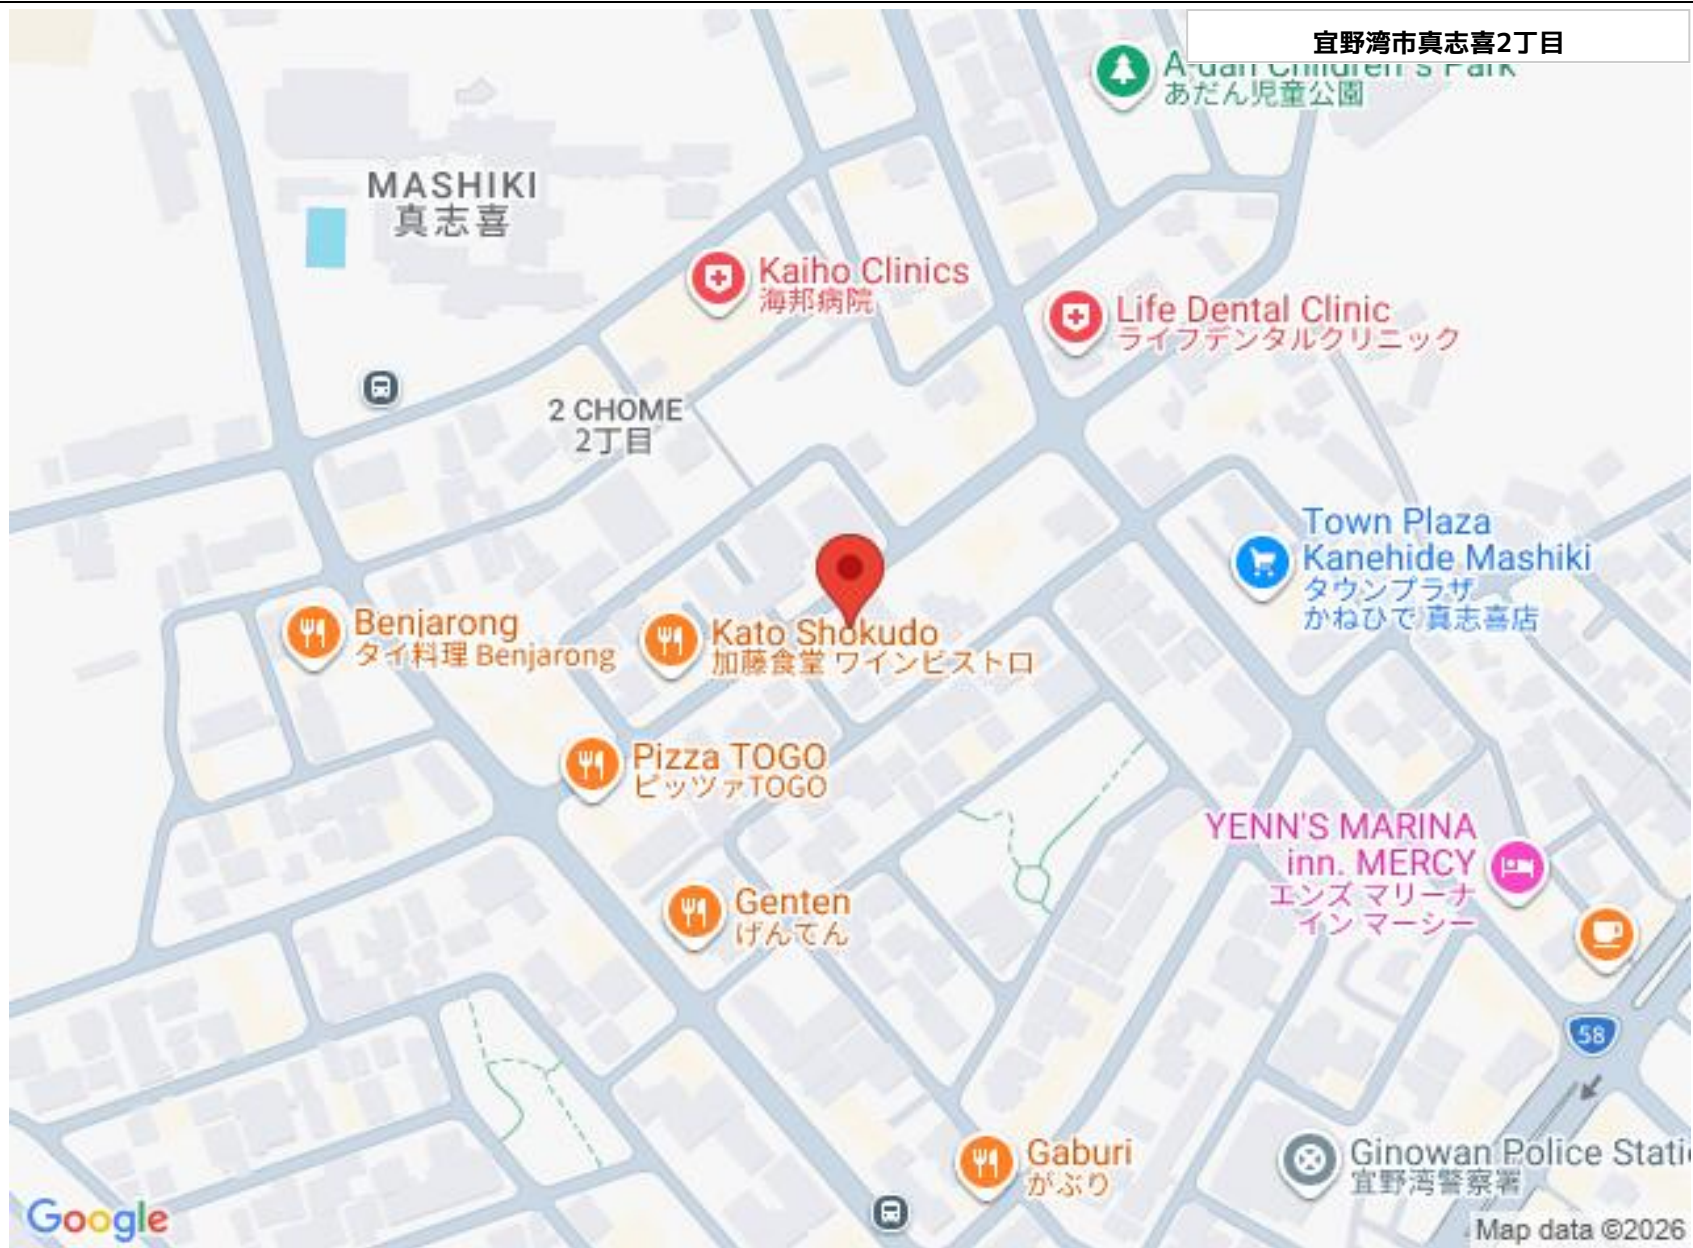 宜野湾市真志喜2丁目
A-dan Children's Park
あだん児童公園
MASHIKI
真志喜
Kaiho Clinics
海邦病院
Life Dental Clinic
ライフデンタルクリニック
2 CHOME
2丁目
Town Plaza
Kanehide Mashiki
タウンプラザ
かねひで 真志喜店
Benjarong
タイ料理 Benjarong
Kato Shokudo
加藤食堂 ワインビストロ
Pizza TOGO
ピッツァTOGO
YENN'S MARINA
inn. MERCY
エンズ マリーナ
イン マーシー
Genten
げんてん
58
Gaburi
がぶり
Ginowan Police Stati
宜野湾警察署
Google
Map data ©2026